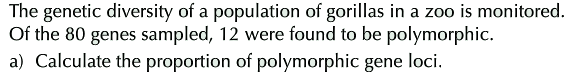 The genetic diversity of a population of gorillas in a zoo is monitored.
Of the 80 genes sampled, 12 were found to be polymorphic.
a) Calculate the proportion of polymorphic gene loci.